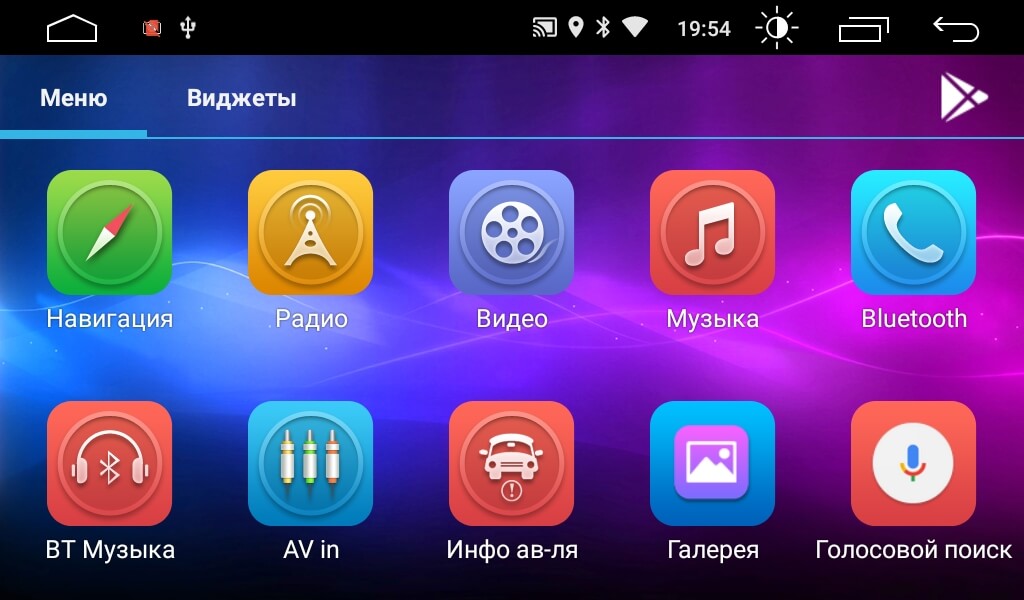 19:54
Меню
Виджеты
Навигация
Радио
Видео
Музыка
Bluetooth
BT Музыка
AV in
Инфо ав-ля
Галерея
Голосовой поиск